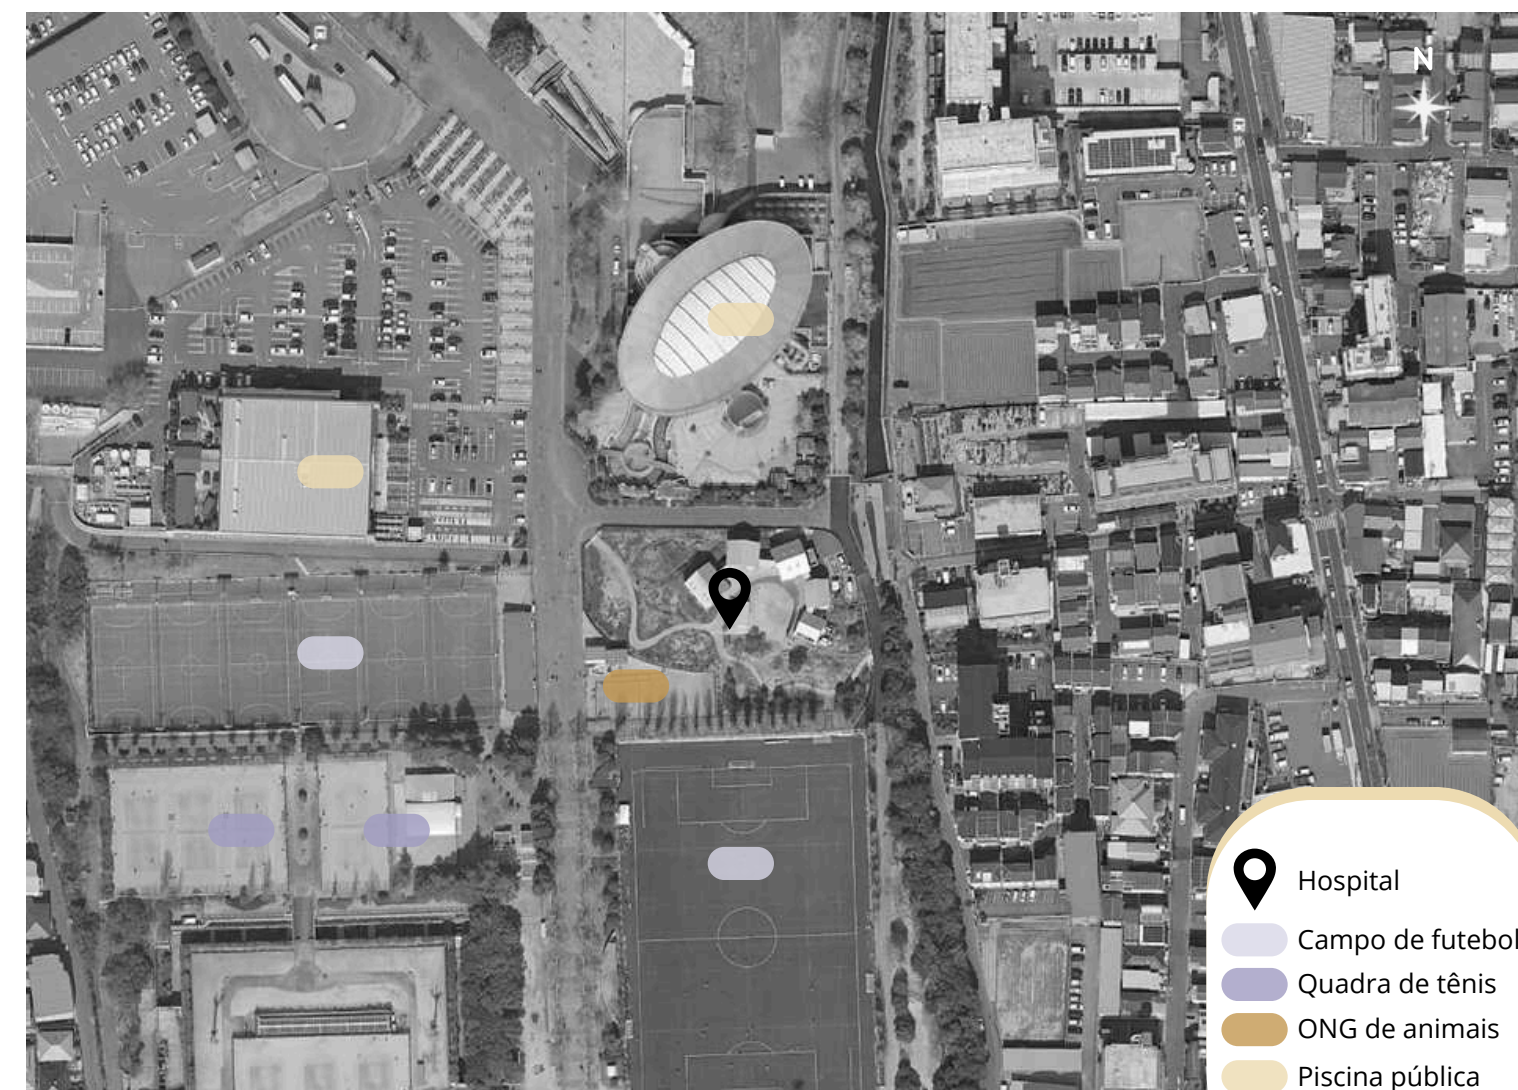 N
Hospital
Campo de futebol
Quadra de tênis
ONG de animais
Piscina pública